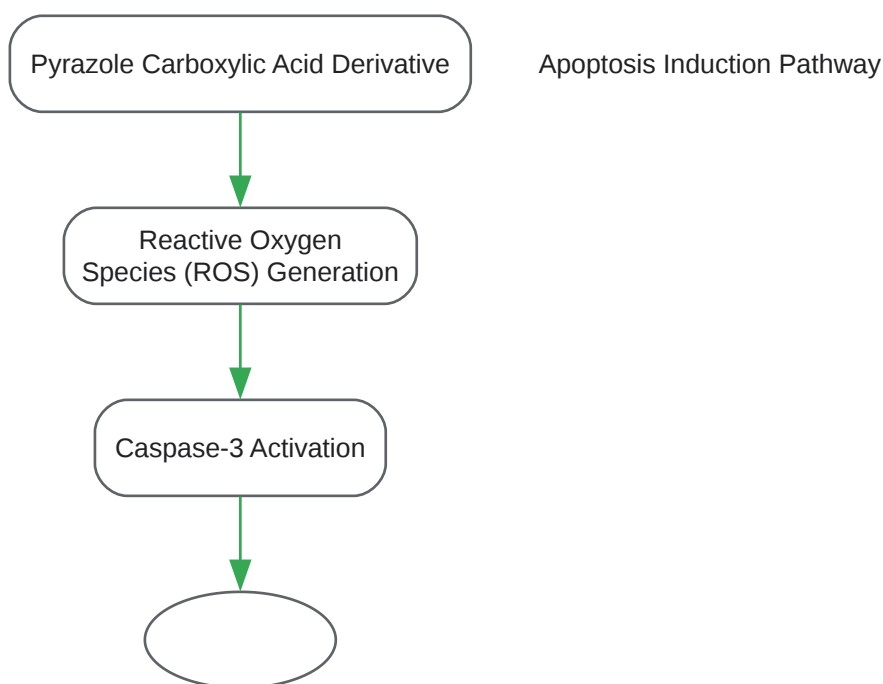 Pyrazole Carboxylic Acid Derivative
Apoptosis Induction Pathway
Reactive Oxygen
Species (ROS) Generation
Caspase-3 Activation